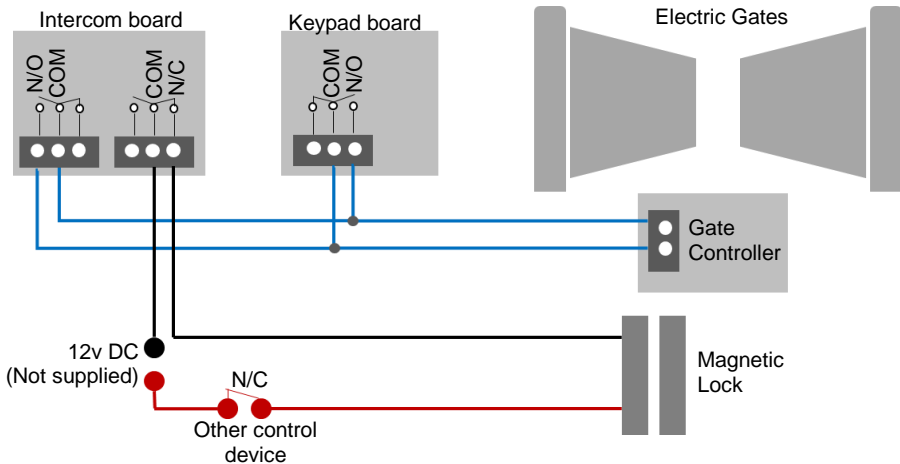 Intercom board
Keypad board
Electric Gates
N/O
COM
COM
N/C
COM
N/O
Gate
Controller
12v DC
(Not supplied)
N/C
Other control
device
Magnetic
Lock